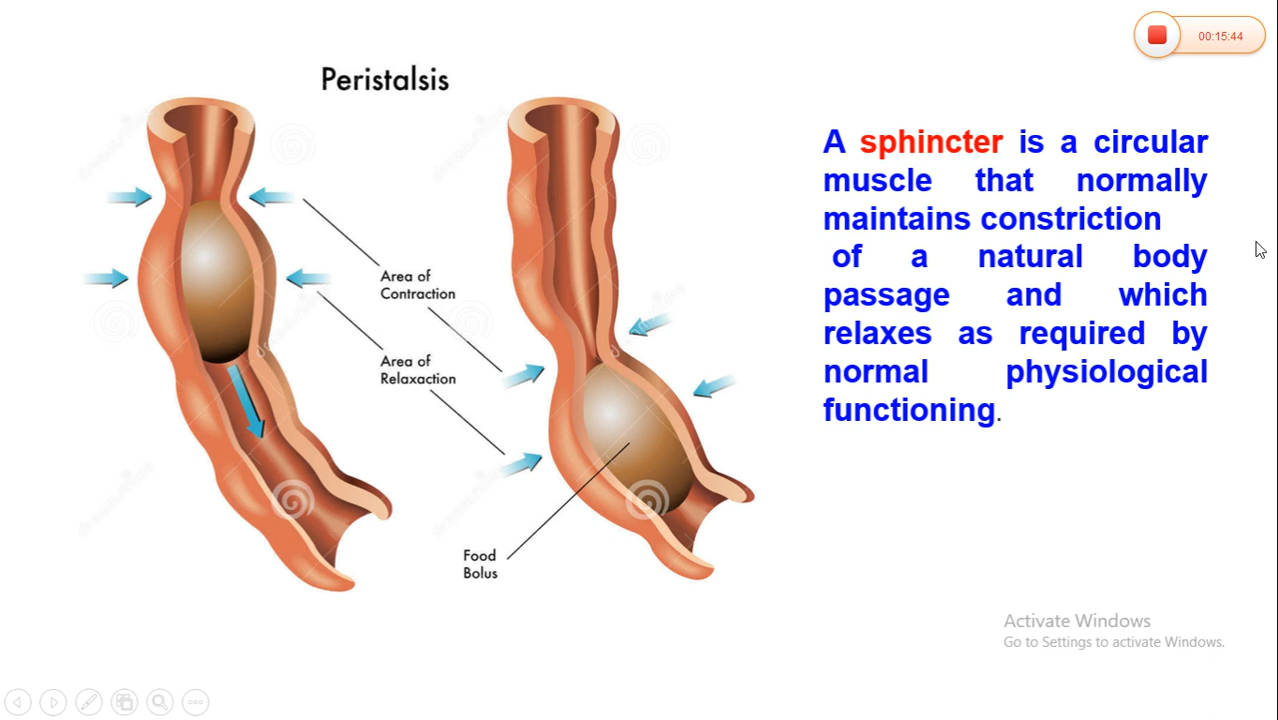 00:15:44
Peristalsis
A sphincter is a circular
muscle that normally
maintains constriction
of a natural body
passage and which
relaxes as required by
normal physiological
functioning.
Area of
Contraction
Area of
Relaxaction
Food
Bolus
Activate Windows
Go to Settings to activate Windows.